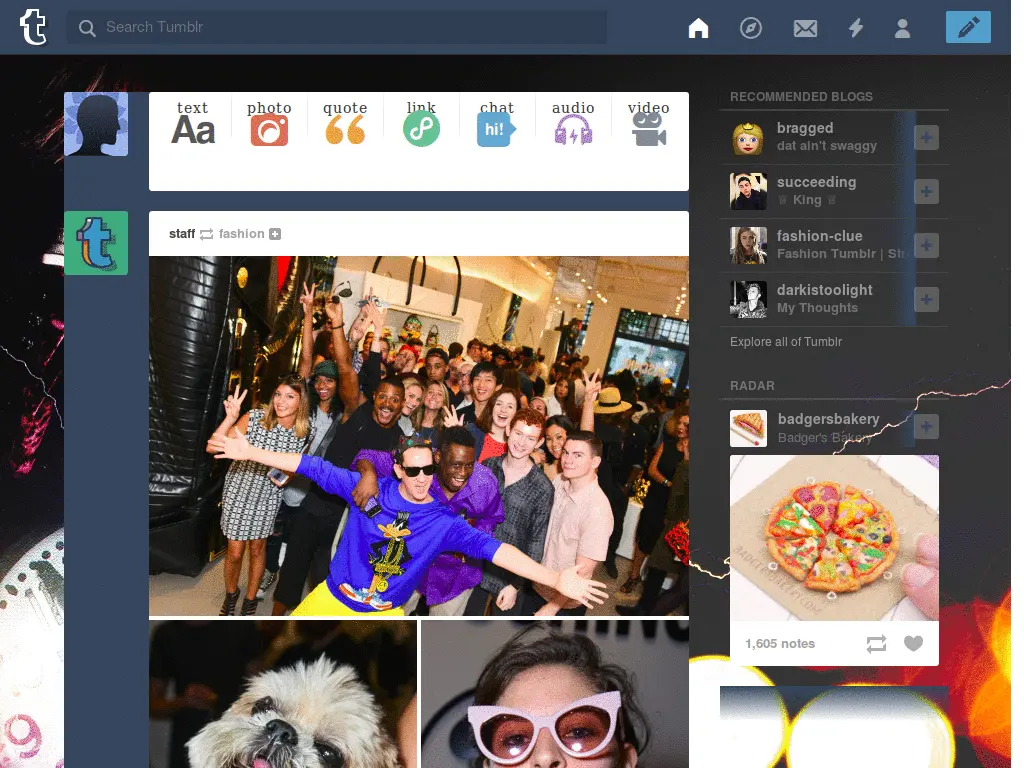 t
Search Tumblr
text photo quote link chat audio video
Aa hi!
staff fashion
RECOMMENDED BLOGS
bragged
dat ain't swaggy
succeeding
♕ King ♕
fashion-clue
Fashion Tumblr | Str
darkistoolight
My Thoughts
Explore all of Tumblr
RADAR
badgersbakery
Badger's Bakery
1,605 notes